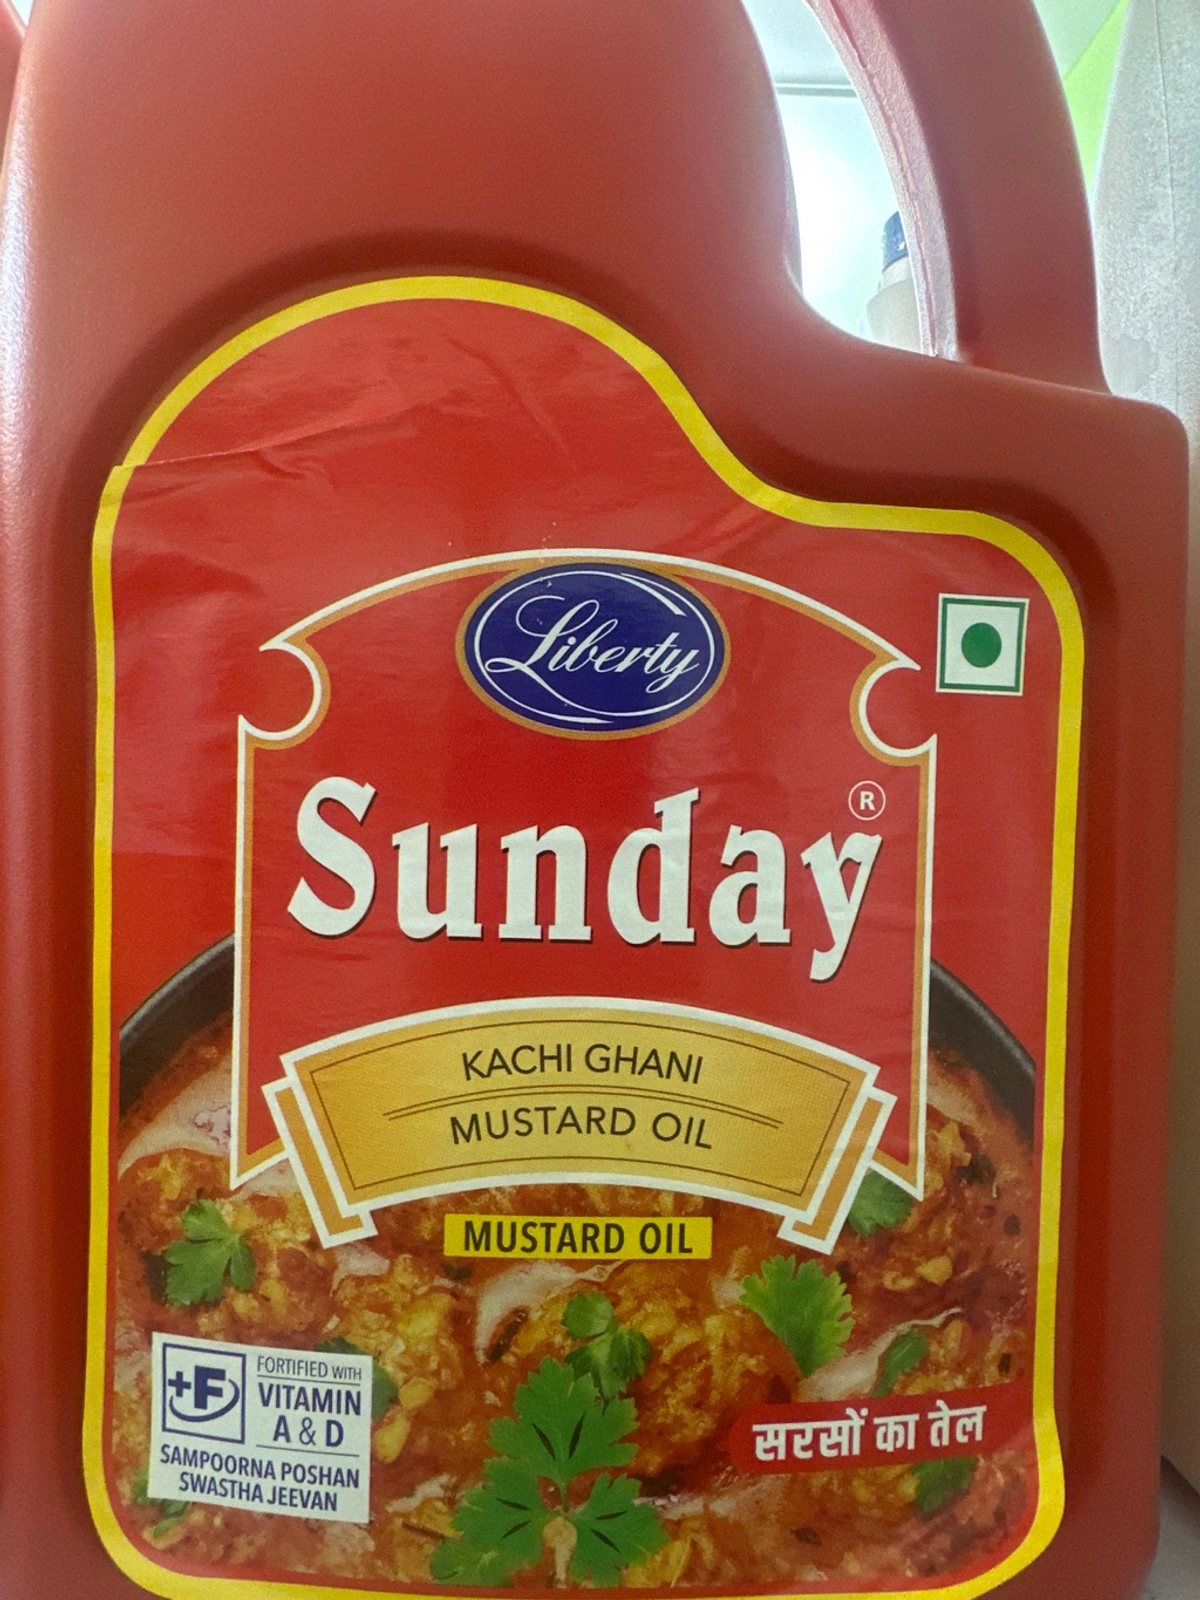 Liberty
Sunday®
KACHI GHANI
MUSTARD OIL
MUSTARD OIL
+F
FORTIFIED WITH
VITAMIN
A & D
SAMPOORNA POSHAN
SWASTHA JEEVAN
सरसों का तेल